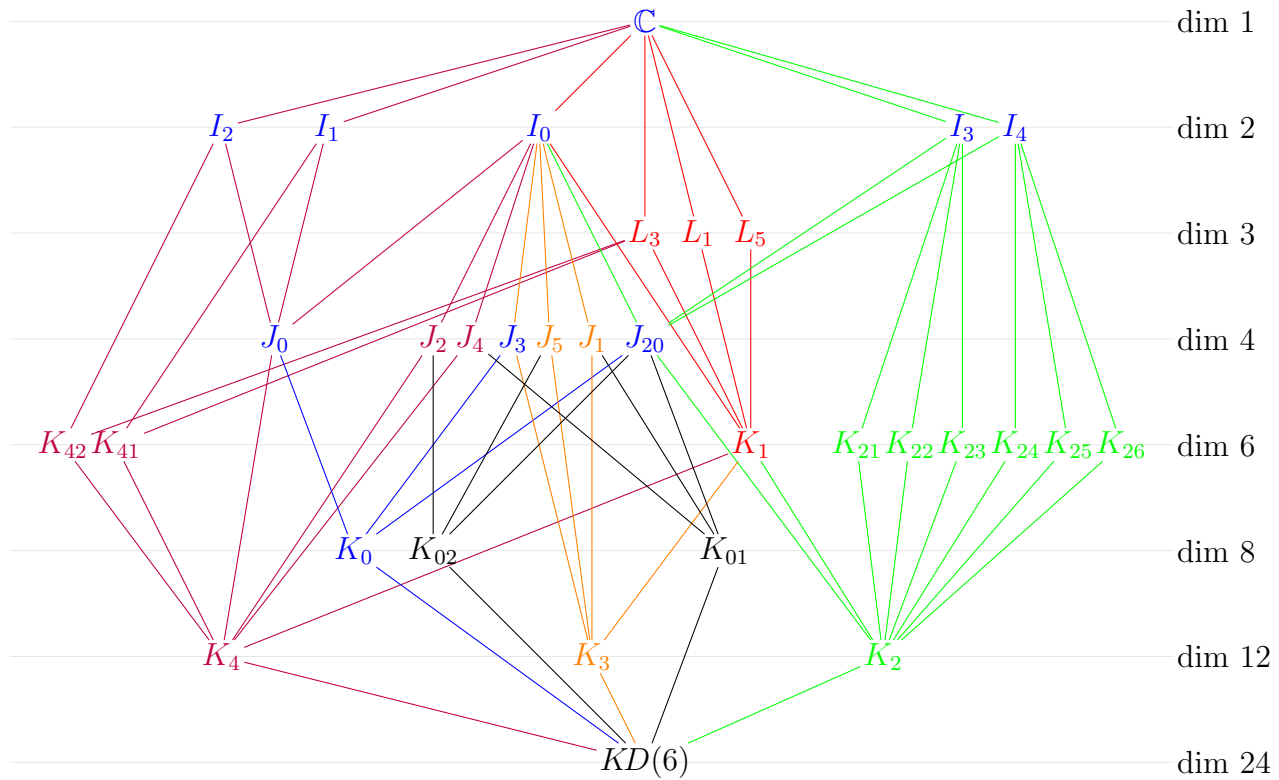 ℂ dim 1
I₂ I₁ I₀ I₃ I₄ dim 2
L₃ L₁ L₅ dim 3
J₀ J₂ J₄ J₃ J₅ J₁ J₂₀ dim 4
K₄₂ K₄₁ K₁ K₂₁ K₂₂ K₂₃ K₂₄ K₂₅ K₂₆ dim 6
K₀ K₀₂ K₀₁ dim 8
K₄ K₃ K₂ dim 12
KD(6) dim 24